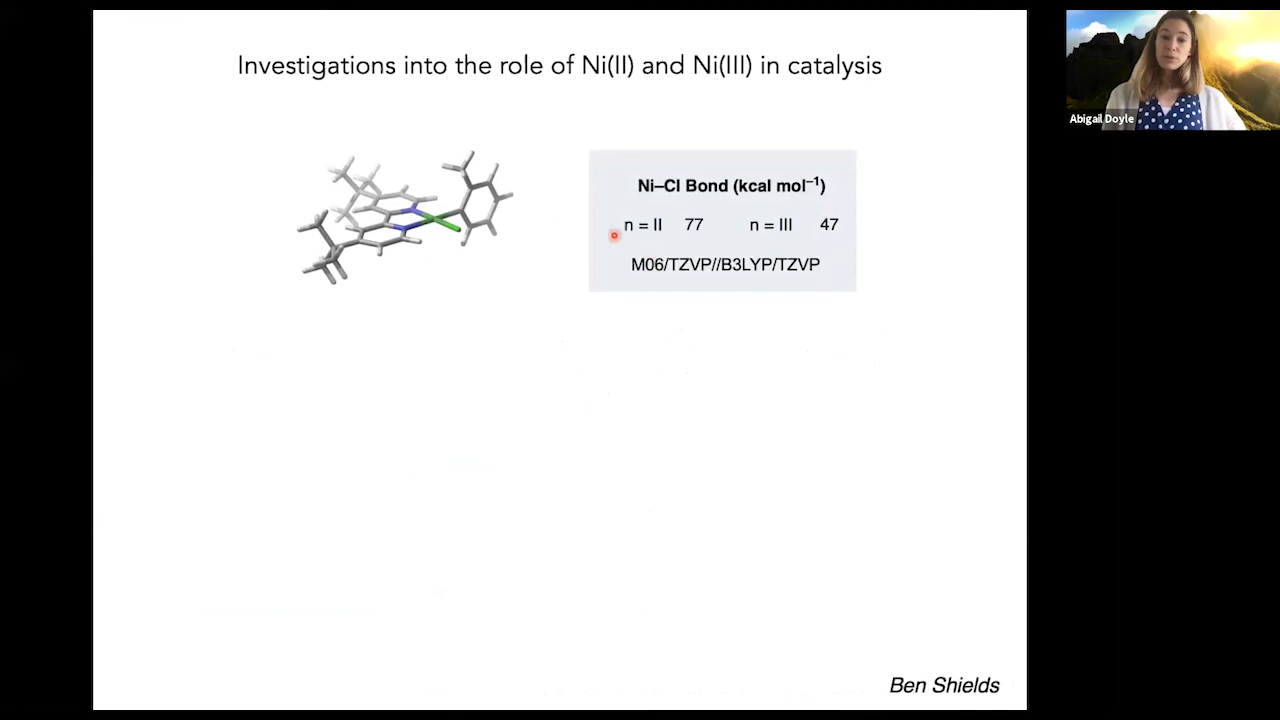 Investigations into the role of Ni(II) and Ni(III) in catalysis
Abigail Doyle
Ni–Cl Bond (kcal mol⁻¹)
n = II 77 n = III 47
M06/TZVP//B3LYP/TZVP
Ben Shields